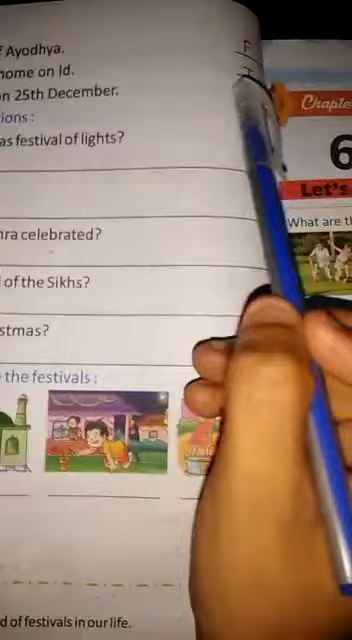 Ayodhya.
F
home on Id.
on 25th December.
ions :
as festival of lights?
ra celebrated?
of the Sikhs?
stmas?
the festivals :
d of festivals in our life.
Chapte
6
Let's
What are th